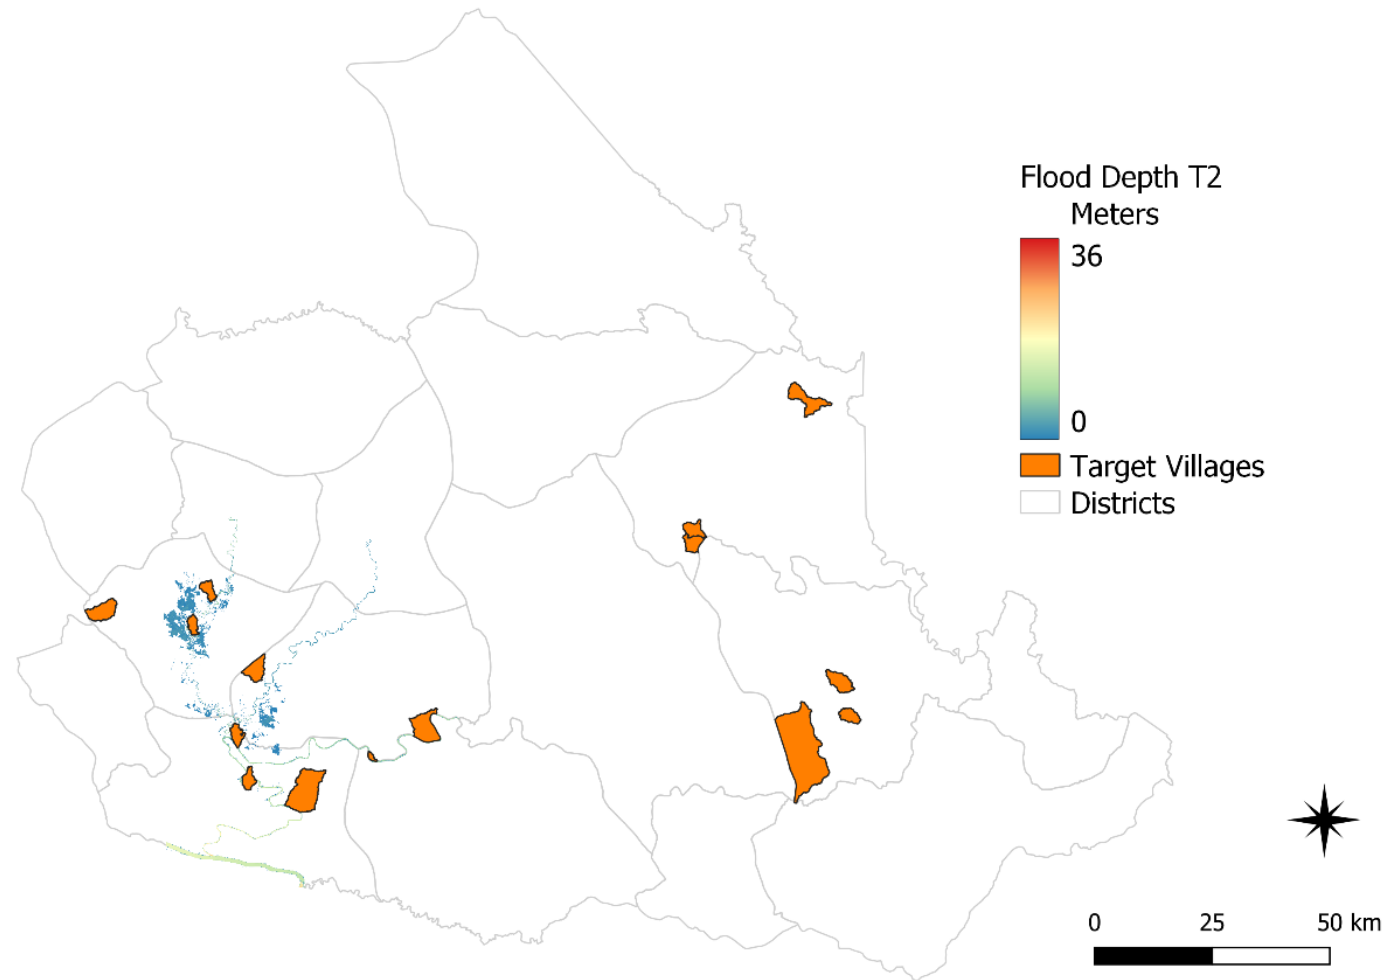 Flood Depth T2
Meters
36
0
Target Villages
Districts
0 25 50 km